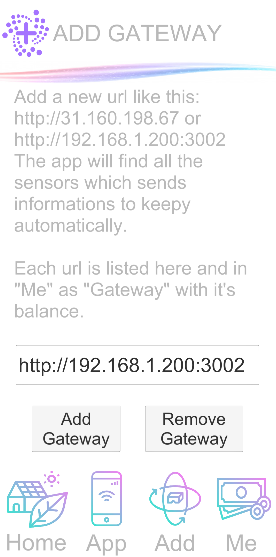 ADD GATEWAY
Add a new url like this:
http://31.160.198.67 or
http://192.168.1.200:3002
The app will find all the
sensors which sends
informations to keepy
automatically.
Each url is listed here and in
"Me" as "Gateway" with it's
balance.
http://192.168.1.200:3002
Add
Gateway
Remove
Gateway
Home App Add Me